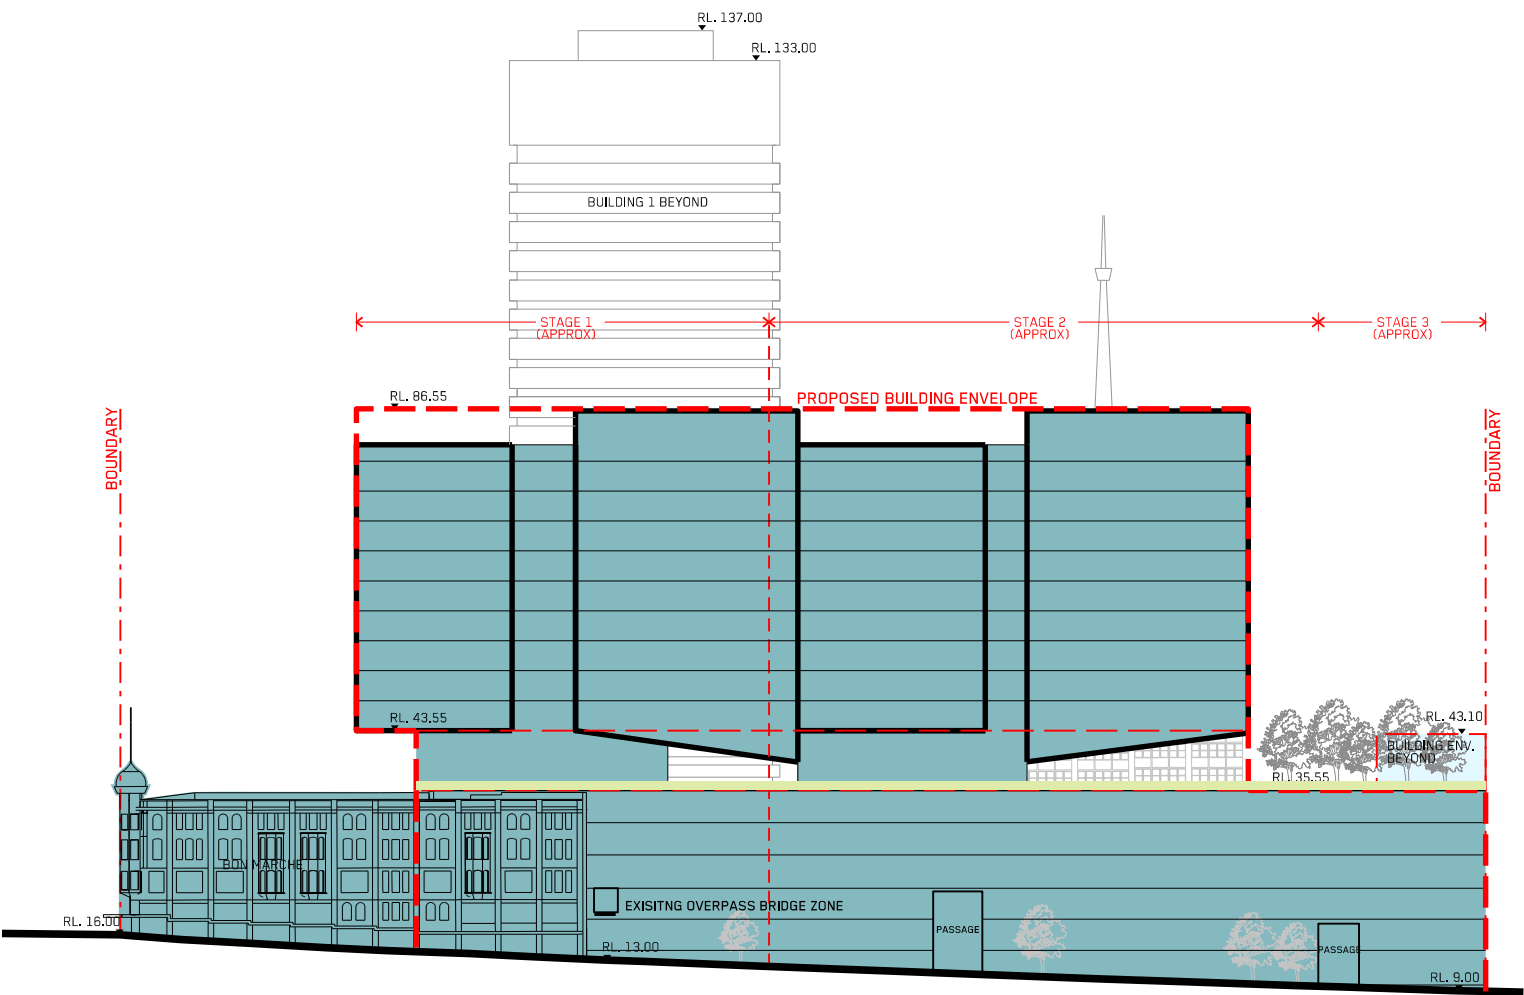 RL. 137.00
RL. 133.00
BUILDING 1 BEYOND
STAGE 1
(APPROX)
STAGE 2
(APPROX)
STAGE 3
(APPROX)
RL. 86.55
PROPOSED BUILDING ENVELOPE
BOUNDARY
BOUNDARY
RL. 43.55
RL. 43.10
BUILDING ENV.
BEYOND
RL. 35.55
BON MARCHE
EXISITNG OVERPASS BRIDGE ZONE
RL. 16.00
PASSAGE
RL. 13.00
PASSAGE
RL. 9.00